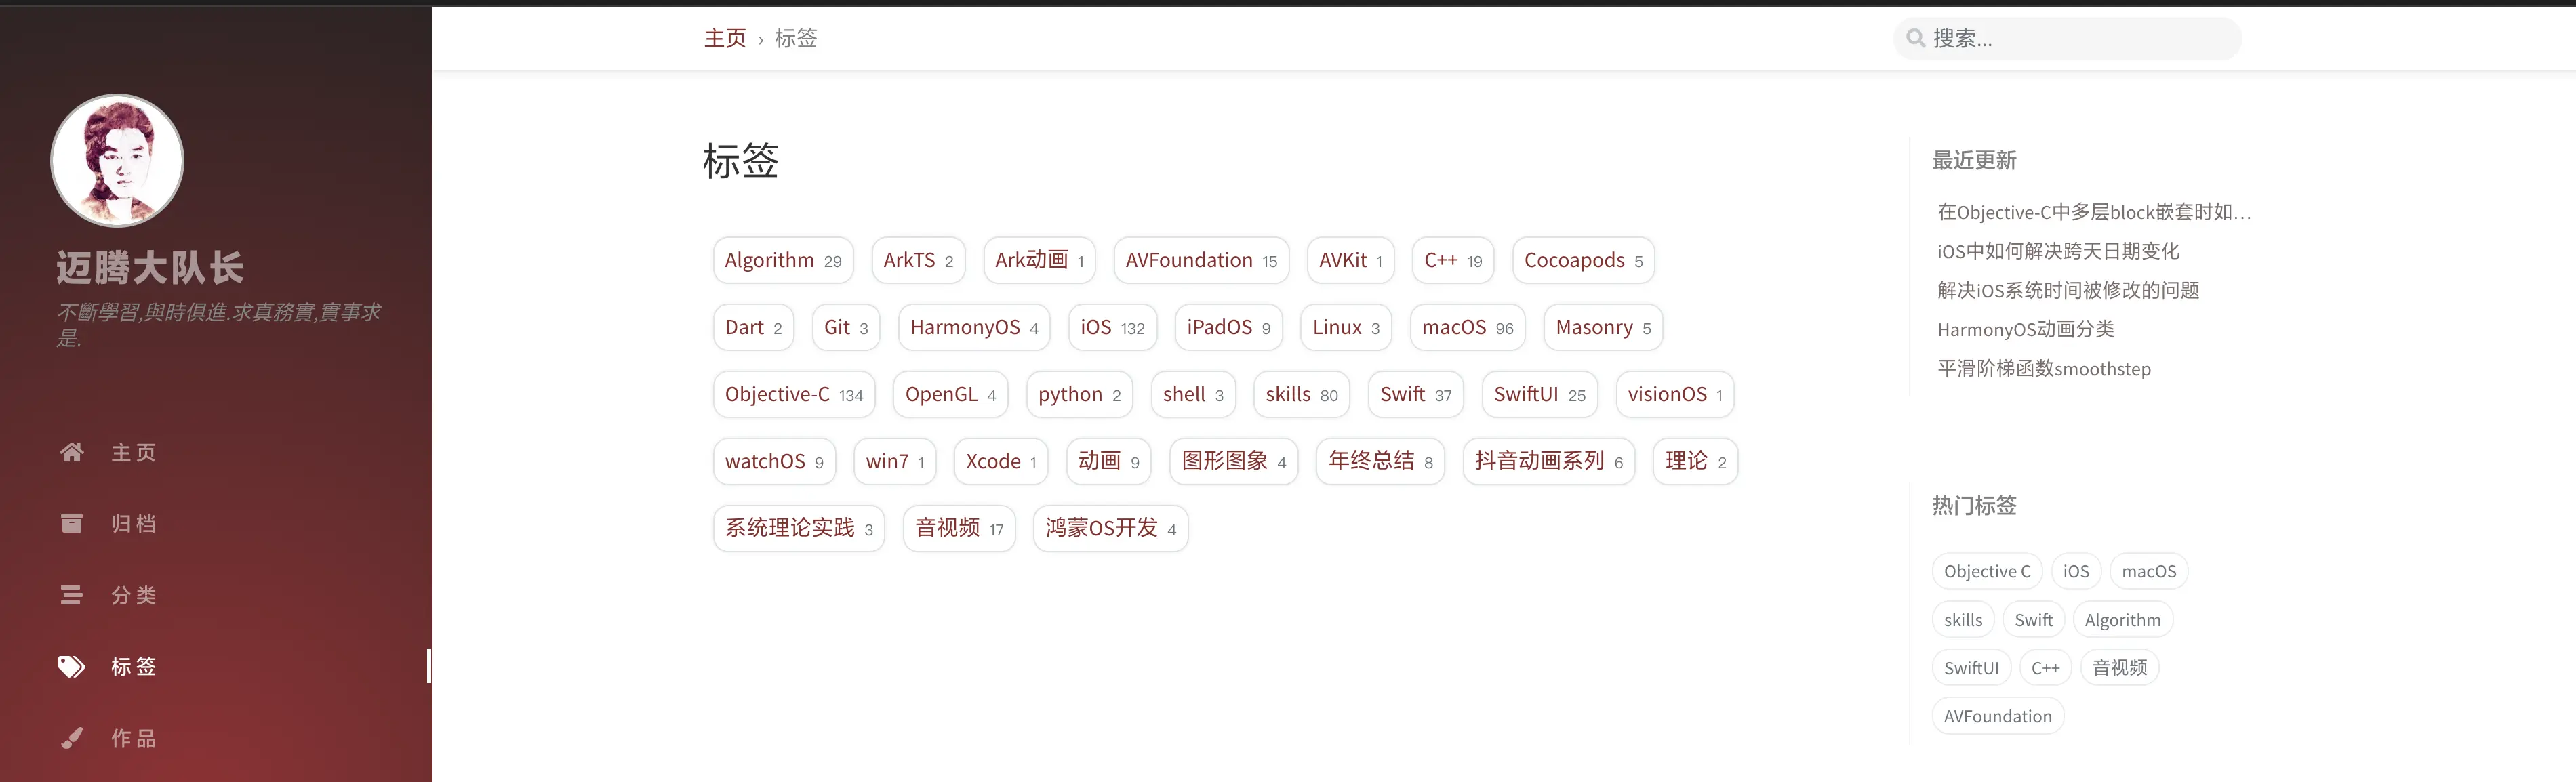 迈腾大队长
不斷學習,與時俱進.求真務實,實事求
是.
主页
归档
分类
标签
作品
主页 › 标签
搜索...
标签
Algorithm 29 ArkTS 2 Ark动画 1 AVFoundation 15 AVKit 1 C++ 19 Cocoapods 5
Dart 2 Git 3 HarmonyOS 4 iOS 132 iPadOS 9 Linux 3 macOS 96 Masonry 5
Objective-C 134 OpenGL 4 python 2 shell 3 skills 80 Swift 37 SwiftUI 25 visionOS 1
watchOS 9 win7 1 Xcode 1 动画 9 图形图象 4 年终总结 8 抖音动画系列 6 理论 2
系统理论实践 3 音视频 17 鸿蒙OS开发 4
最近更新
在Objective-C中多层block嵌套时如...
iOS中如何解决跨天日期变化
解决iOS系统时间被修改的问题
HarmonyOS动画分类
平滑阶梯函数smoothstep
热门标签
Objective C iOS macOS
skills Swift Algorithm
SwiftUI C++ 音视频
AVFoundation